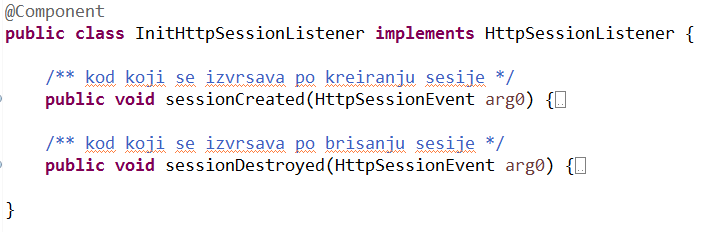 @Component
public class InitHttpSessionListener implements HttpSessionListener {
/** kod koji se izvrsava po kreiranju sesije */
public void sessionCreated(HttpSessionEvent arg0) {
/** kod koji se izvrsava po brisanju sesije */
public void sessionDestroyed(HttpSessionEvent arg0) {
}